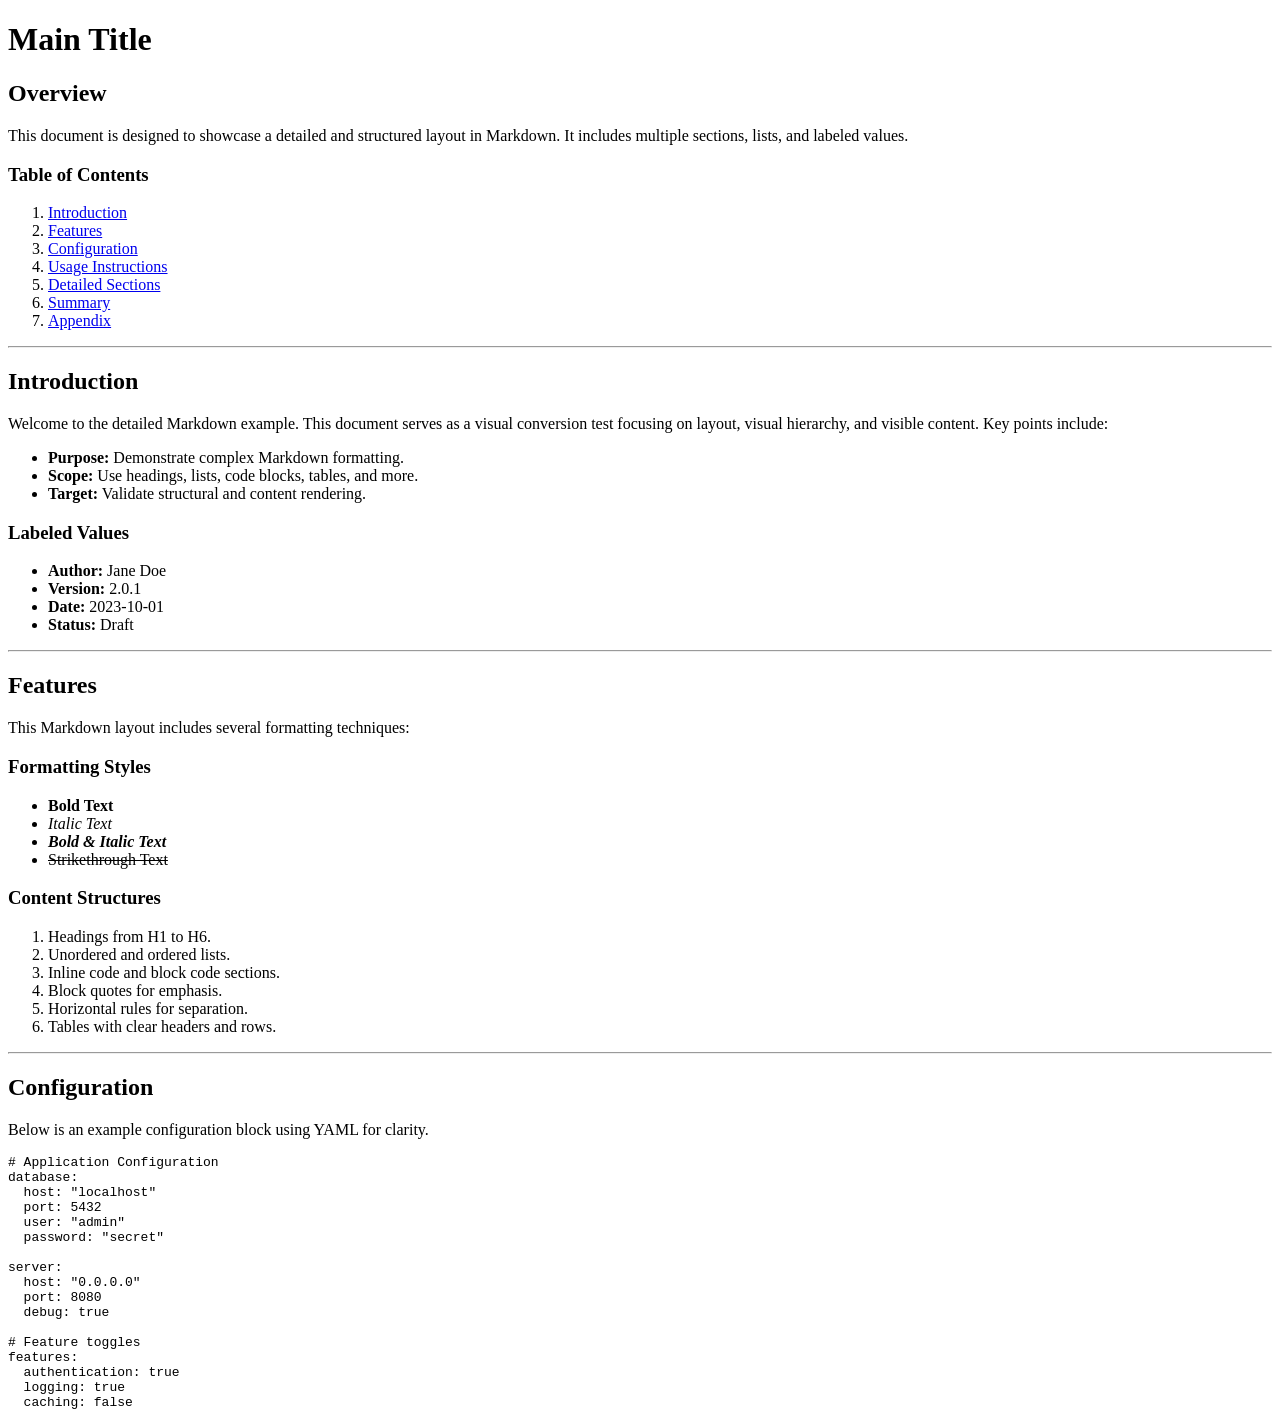 Main Title
Overview
This document is designed to showcase a detailed and structured layout in Markdown. It includes multiple sections, lists, and labeled values.
Table of Contents
1. Introduction
2. Features
3. Configuration
4. Usage Instructions
5. Detailed Sections
6. Summary
7. Appendix
Introduction
Welcome to the detailed Markdown example. This document serves as a visual conversion test focusing on layout, visual hierarchy, and visible content. Key points include:
• Purpose: Demonstrate complex Markdown formatting.
• Scope: Use headings, lists, code blocks, tables, and more.
• Target: Validate structural and content rendering.
Labeled Values
• Author: Jane Doe
• Version: 2.0.1
• Date: 2023-10-01
• Status: Draft
Features
This Markdown layout includes several formatting techniques:
Formatting Styles
• Bold Text
• Italic Text
• Bold & Italic Text
• Strikethrough Text
Content Structures
1. Headings from H1 to H6.
2. Unordered and ordered lists.
3. Inline code and block code sections.
4. Block quotes for emphasis.
5. Horizontal rules for separation.
6. Tables with clear headers and rows.
Configuration
Below is an example configuration block using YAML for clarity.
# Application Configuration
database:
  host: "localhost"
  port: 5432
  user: "admin"
  password: "secret"

server:
  host: "0.0.0.0"
  port: 8080
  debug: true

# Feature toggles
features:
  authentication: true
  logging: true
  caching: false